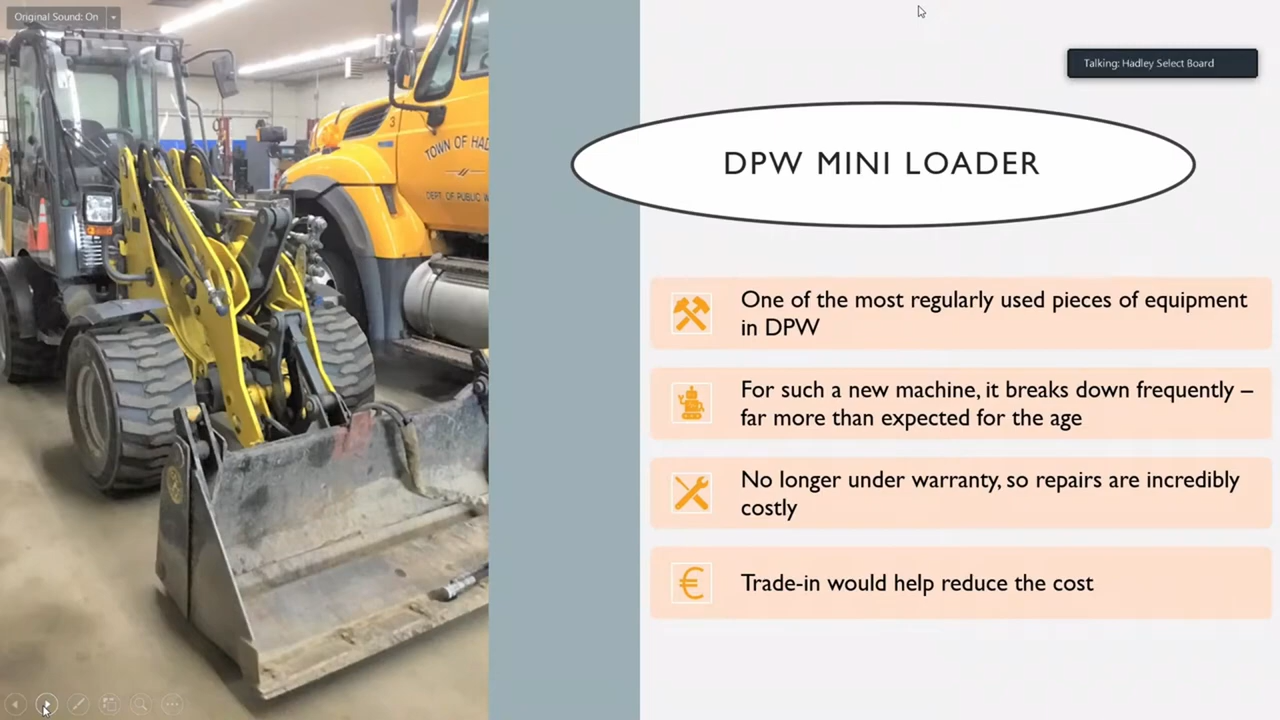 Original Sound: On
Talking: Hadley Select Board
3
TOWN OF HAD
DEPT. OF PUBLIC W
DPW MINI LOADER
One of the most regularly used pieces of equipment
in DPW
For such a new machine, it breaks down frequently –
far more than expected for the age
No longer under warranty, so repairs are incredibly
costly
€
Trade-in would help reduce the cost